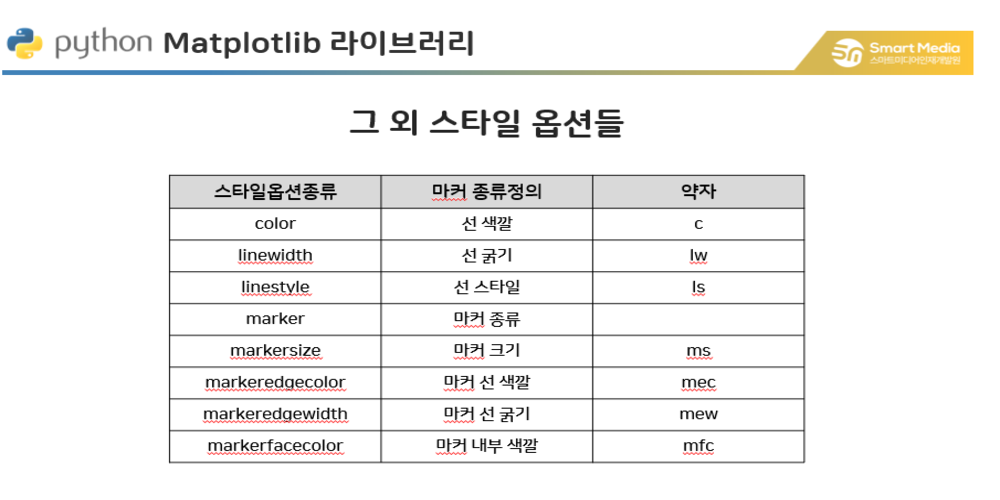 python Matplotlib 라이브러리
Smart Media
스마트미디어인재개발원
그 외 스타일 옵션들
스타일옵션종류 마커 종류정의 약자
color 선 색깔 c
linewidth 선 굵기 lw
linestyle 선 스타일 ls
marker 마커 종류
markersize 마커 크기 ms
markeredgecolor 마커 선 색깔 mec
markeredgewidth 마커 선 굵기 mew
markerfacecolor 마커 내부 색깔 mfc